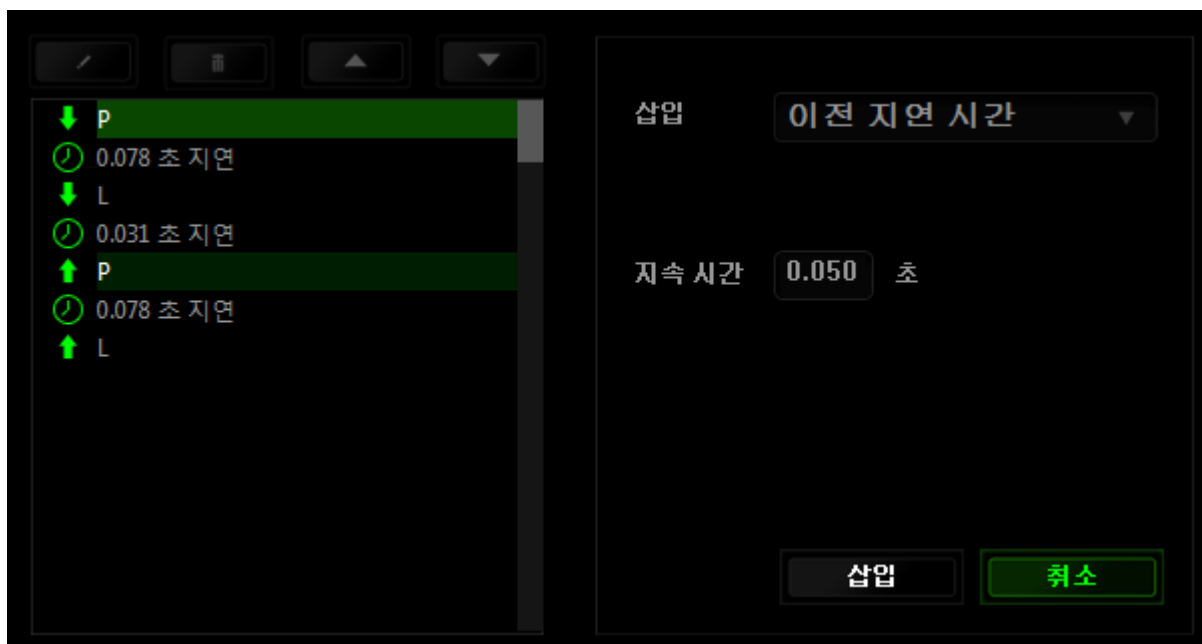 P
0.078 초 지연
L
0.031 초 지연
P
0.078 초 지연
L
삽입 이전 지연 시간
지속 시간 0.050 초
삽입 취소